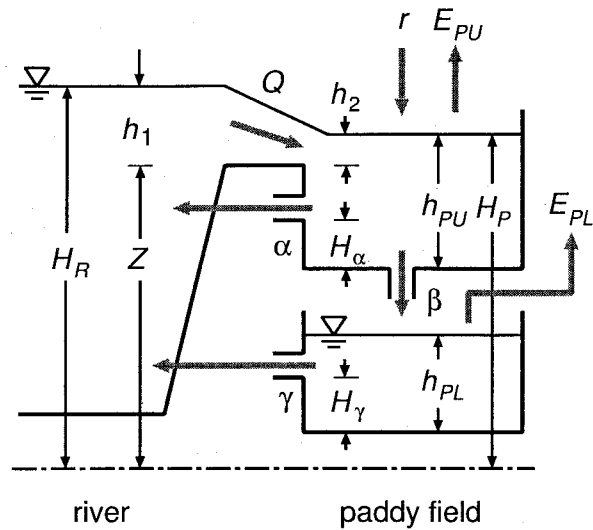 r E_PU
Q
h_2
h_1
h_PU H_P E_PL
H_R Z α H_α
β
γ H_γ h_PL
river paddy field